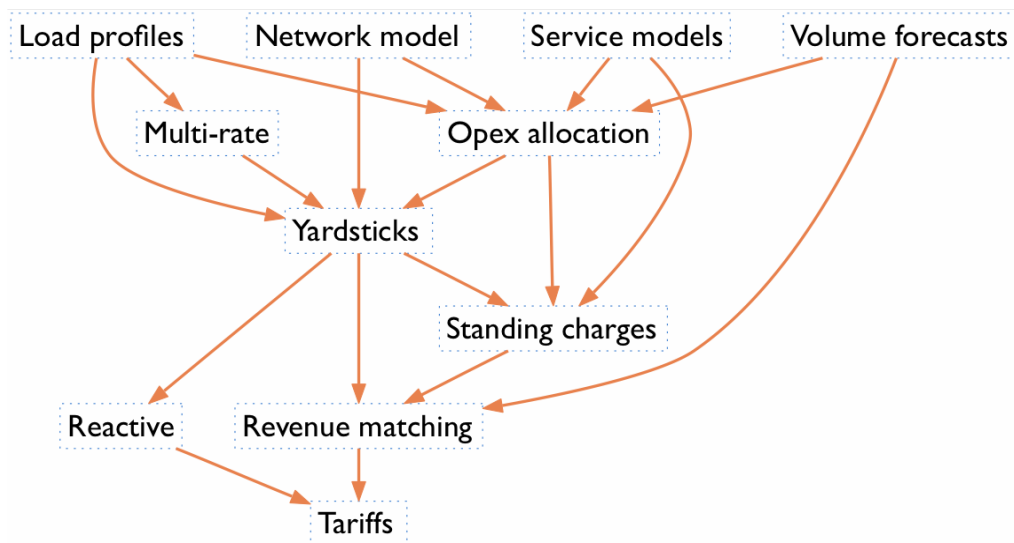 Load profiles
Network model
Service models
Volume forecasts
Multi-rate
Opex allocation
Yardsticks
Standing charges
Reactive
Revenue matching
Tariffs